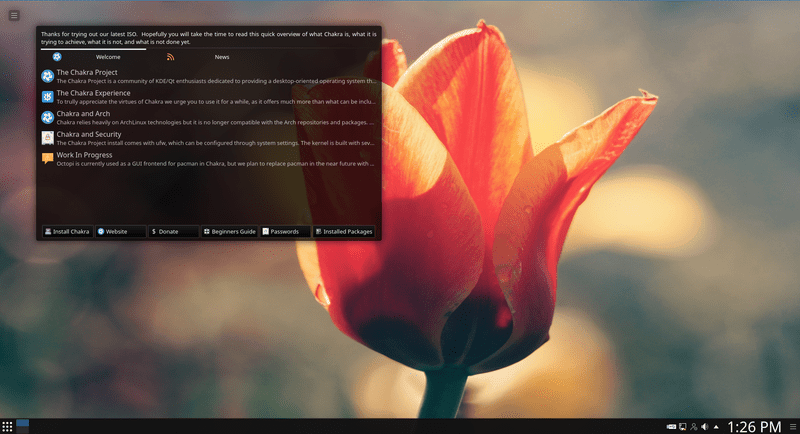 Thanks for trying out our latest ISO. Hopefully you will take the time to read this quick overview of what Chakra is, what it is
trying to achieve, what it is not, and what is not done yet.
Welcome
News
The Chakra Project
The Chakra Project is a community of KDE/Qt enthusiasts dedicated to providing a desktop-oriented operating system th...
The Chakra Experience
To trully appreciate the virtues of Chakra we urge you to use it for a while, as it offers much more than what can be inclu...
Chakra and Arch
Chakra relies heavily on ArchLinux technologies but it is no longer compatible with the Arch repositories and packages. ...
Chakra and Security
The Chakra Project install comes with ufw, which can be configured through system settings. The kernel is built with sev...
Work In Progress
Octopi is currently used as a GUI frontend for pacman in Chakra, but we plan to replace pacman in the near future with ...
Install Chakra
Website
$ Donate
Beginners Guide
Passwords
Installed Packages
1:26 PM